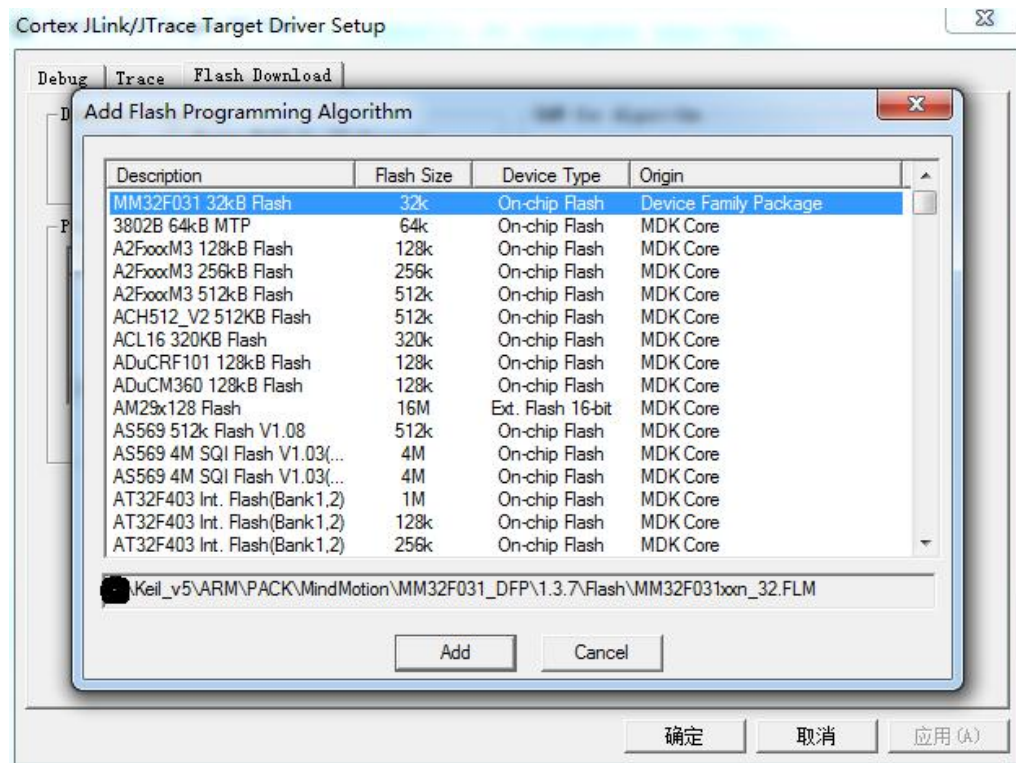 Cortex JLink/JTrace Target Driver Setup
Debug Trace Flash Download
Add Flash Programming Algorithm
Description Flash Size Device Type Origin
MM32F031 32kB Flash 32k On-chip Flash Device Family Package
3802B 64kB MTP 64k On-chip Flash MDK Core
A2FxxxM3 128kB Flash 128k On-chip Flash MDK Core
A2FxxxM3 256kB Flash 256k On-chip Flash MDK Core
A2FxxxM3 512kB Flash 512k On-chip Flash MDK Core
ACH512_V2 512KB Flash 512k On-chip Flash MDK Core
ACL16 320KB Flash 320k On-chip Flash MDK Core
ADuCRF101 128kB Flash 128k On-chip Flash MDK Core
ADuCM360 128kB Flash 128k On-chip Flash MDK Core
AM29x128 Flash 16M Ext. Flash 16-bit MDK Core
AS569 512k Flash V1.08 512k On-chip Flash MDK Core
AS569 4M SQI Flash V1.03(... 4M On-chip Flash MDK Core
AS569 4M SQI Flash V1.03(... 4M On-chip Flash MDK Core
AT32F403 Int. Flash(Bank1,2) 1M On-chip Flash MDK Core
AT32F403 Int. Flash(Bank1,2) 128k On-chip Flash MDK Core
AT32F403 Int. Flash(Bank1,2) 256k On-chip Flash MDK Core
\Keil_v5\ARM\PACK\MindMotion\MM32F031_DFP\1.3.7\Flash\MM32F031xxn_32.FLM
Add Cancel
确定 取消 应用(A)